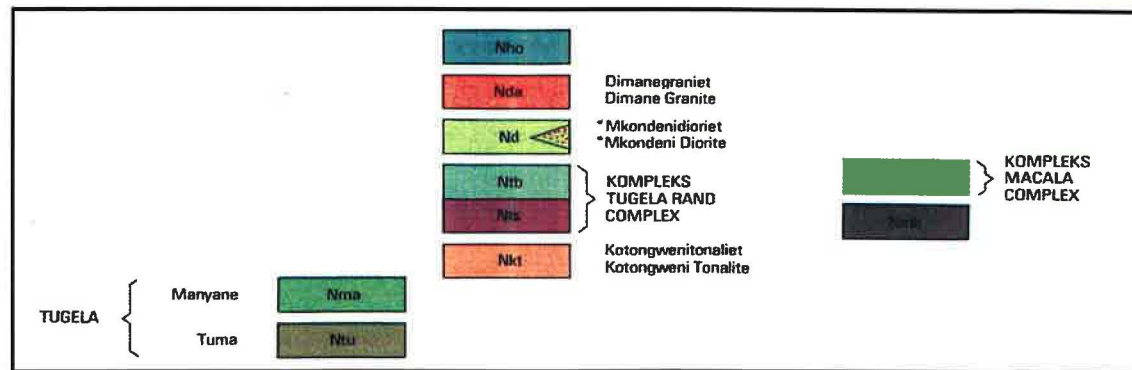 Nho
Nda
Dimanegraniet
Dimane Granite
Nd
*Mkondenidioriet
*Mkondeni Diorite
Ntb
Nts
KOMPLEKS
TUGELA RAND
COMPLEX
KOMPLEKS
MACALA
COMPLEX
Nkt
Kotongwenitonaliet
Kotongweni Tonalite
TUGELA
Manyane
Nma
Tuma
Ntu